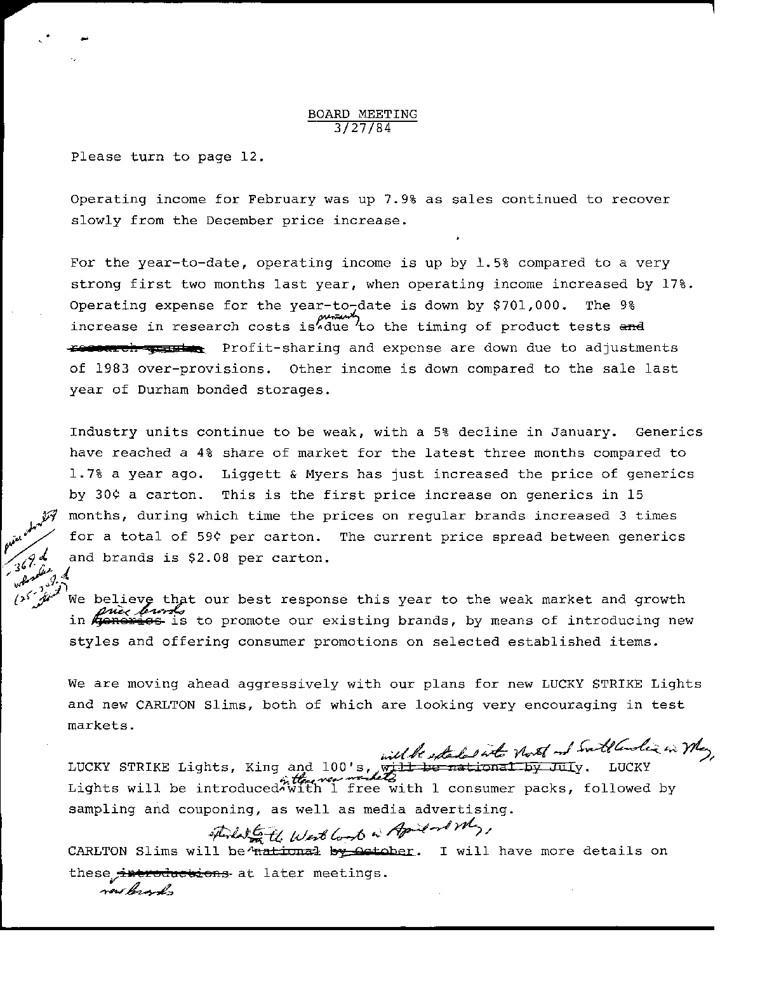 BOARD MEETING
3/27/84
Please turn to page 12.
Operating income for February was up 7.9% as sales continued to recover
slowly from the December price increase.
For the year-to-date, operating income is up by 1.5% compared to a very
strong first two months last year, when operating income increased by 17%.
Operating expense for the year-to-date is down by $701,000. The 9%
primarily
increase in research costs is due to the timing of product tests and
research grants. Profit-sharing and expense are down due to adjustments
of 1983 over-provisions. Other income is down compared to the sale last
year of Durham bonded storages.
Industry units continue to be weak, with a 5% decline in January. Generics
have reached a 4% share of market for the latest three months compared to
1.7% a year ago. Liggett & Myers has just increased the price of generics
by 30¢ a carton. This is the first price increase on generics in 15
months, during which time the prices on regular brands increased 3 times
for a total of 59¢ per carton. The current price spread between generics
and brands is $2.08 per carton.
price
- 36%
wholesale
We believe that our best response this year to the weak market and growth
price brands
in generics is to promote our existing brands, by means of introducing new
styles and offering consumer promotions on selected established items.
We are moving ahead aggressively with our plans for new LUCKY STRIKE Lights
and new CARLTON Slims, both of which are looking very encouraging in test
markets.
will be extended into North and South Carolina in May,
LUCKY STRIKE Lights, King and 100's, will be national by July. LUCKY
in these new markets
Lights will be introduced with 1 free with 1 consumer packs, followed by
sampling and couponing, as well as media advertising.
extended to the West Coast in April and May,
CARLTON Slims will be national by October. I will have more details on
these introductions at later meetings.
new brands